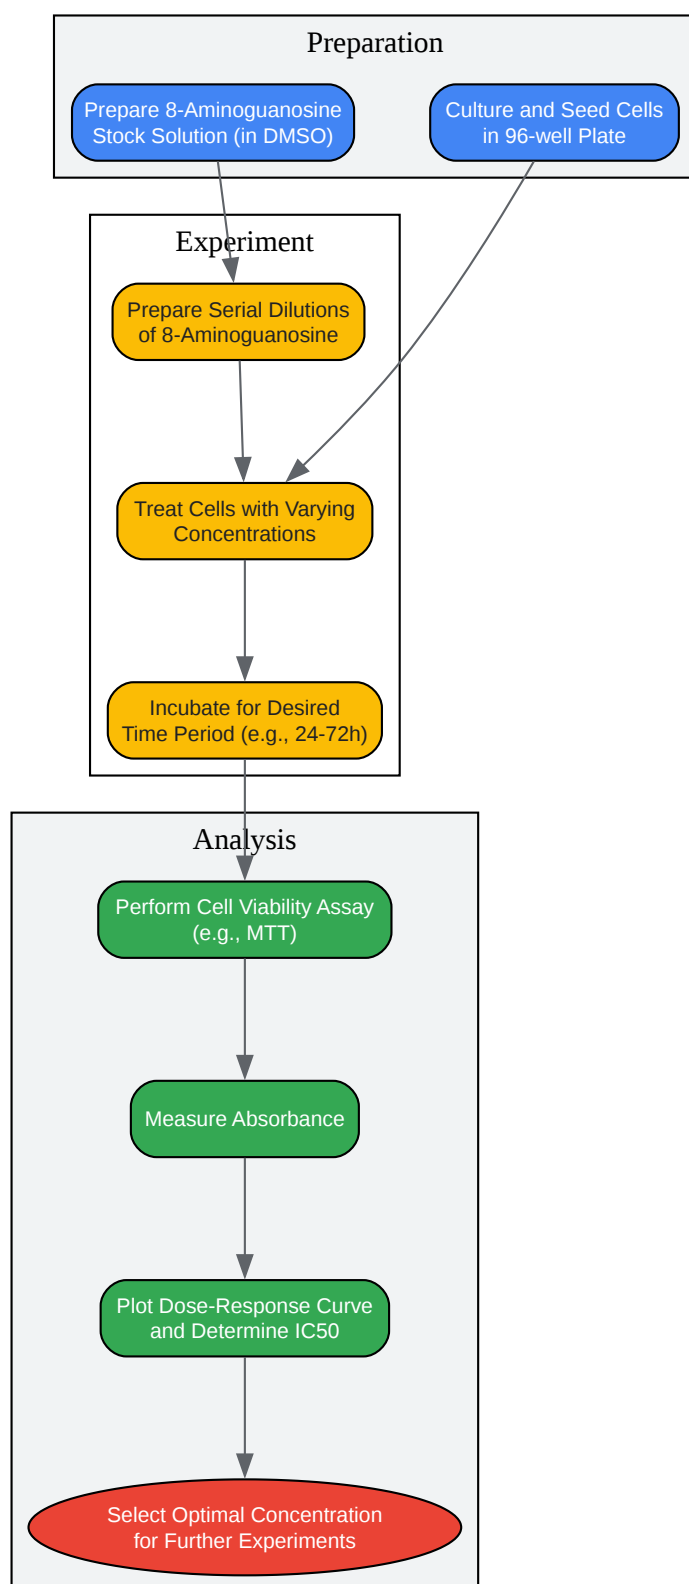 Preparation
Prepare 8-Aminoguanosine
Stock Solution (in DMSO)
Culture and Seed Cells
in 96-well Plate
Experiment
Prepare Serial Dilutions
of 8-Aminoguanosine
Treat Cells with Varying
Concentrations
Incubate for Desired
Time Period (e.g., 24-72h)
Analysis
Perform Cell Viability Assay
(e.g., MTT)
Measure Absorbance
Plot Dose-Response Curve
and Determine IC50
Select Optimal Concentration
for Further Experiments